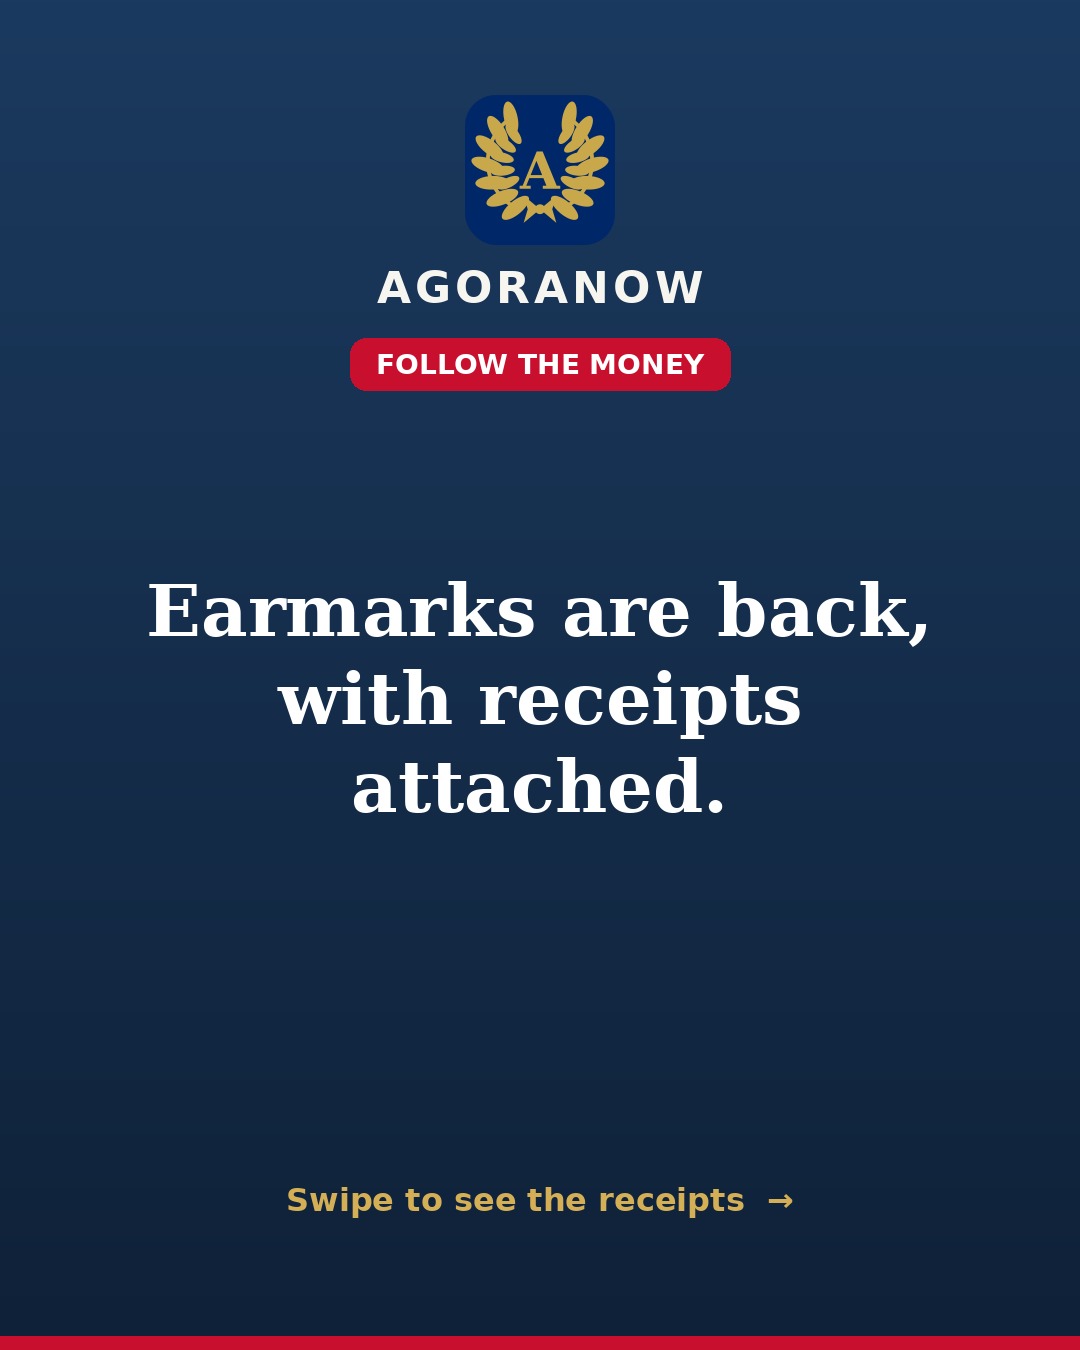 A
AGORANOW
FOLLOW THE MONEY
Earmarks are back,
with receipts
attached.
Swipe to see the receipts →